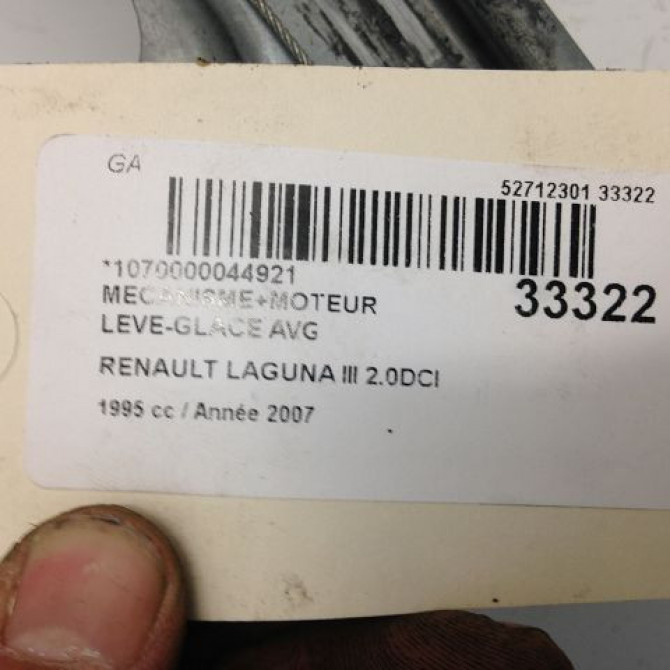 GA
52712301 33322
*1070000044921
33322
MECANISME+MOTEUR
LEVE-GLACE AVG
RENAULT LAGUNA III 2.0DCI
1995 cc / Année 2007